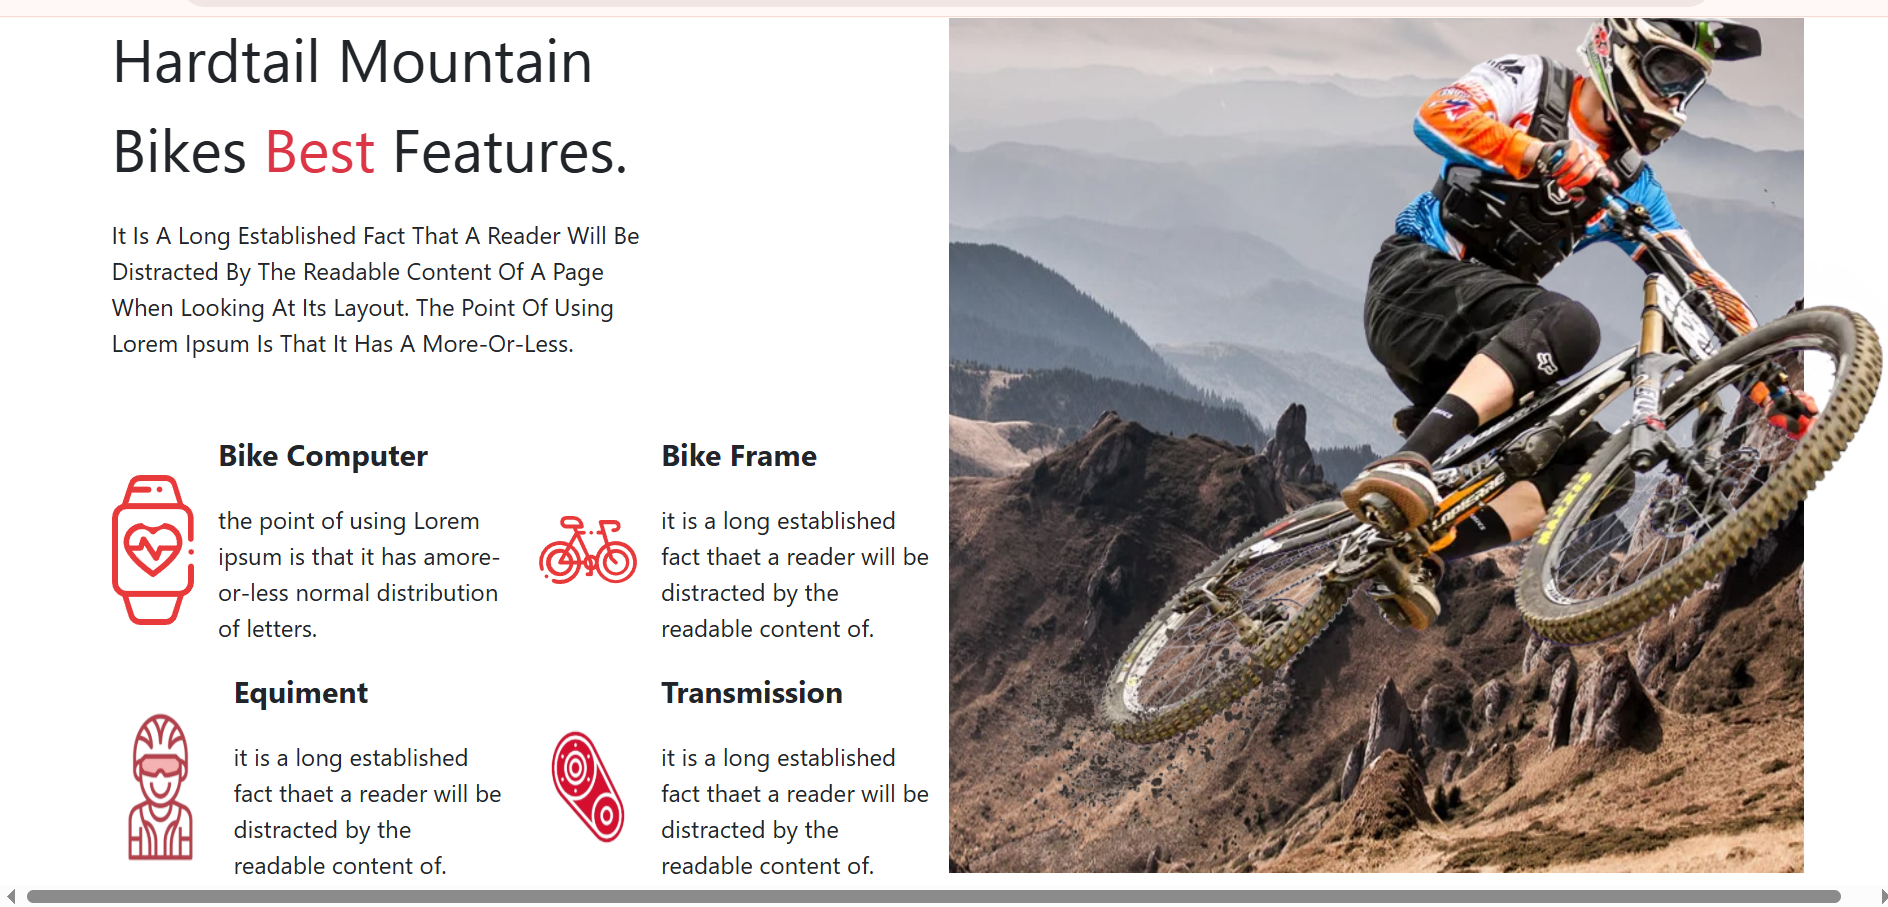 Hardtail Mountain
Bikes Best Features.
It Is A Long Established Fact That A Reader Will Be
Distracted By The Readable Content Of A Page
When Looking At Its Layout. The Point Of Using
Lorem Ipsum Is That It Has A More-Or-Less.
Bike Computer
the point of using Lorem
ipsum is that it has amore-
or-less normal distribution
of letters.
Bike Frame
it is a long established
fact thaet a reader will be
distracted by the
readable content of.
Equiment
it is a long established
fact thaet a reader will be
distracted by the
readable content of.
Transmission
it is a long established
fact thaet a reader will be
distracted by the
readable content of.
LAPIERRE
MAXXIS